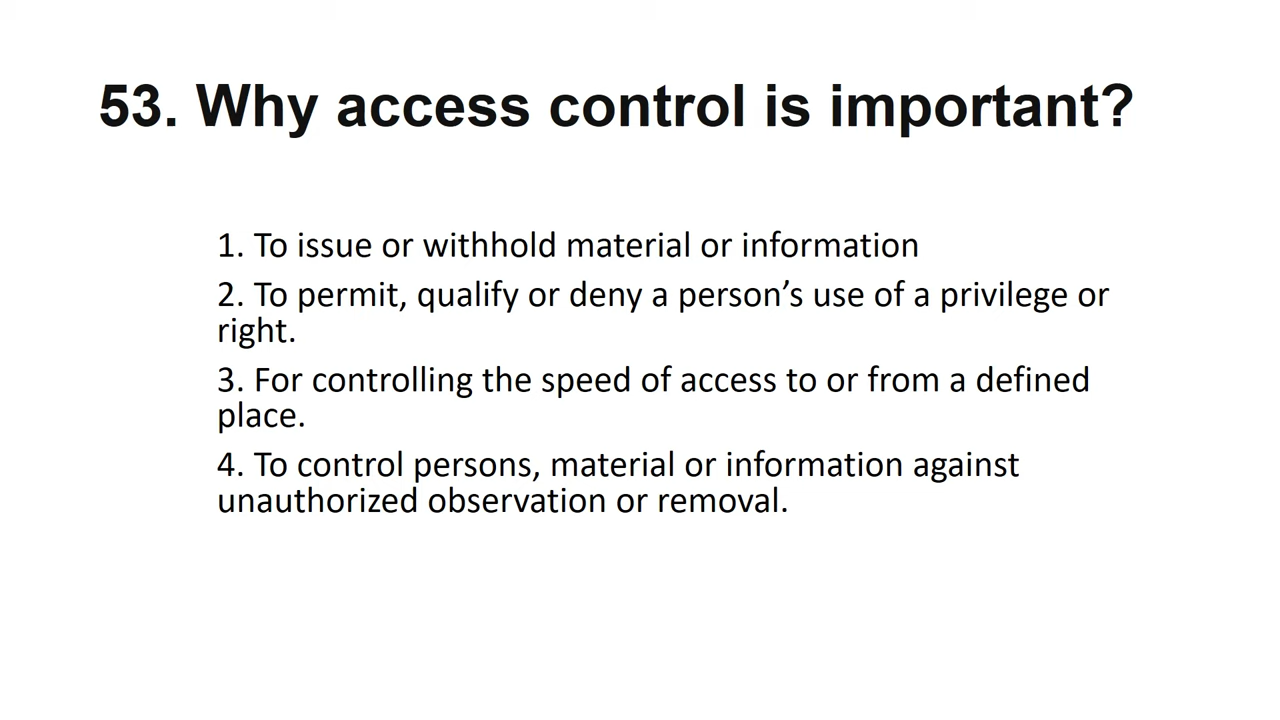 53. Why access control is important?
1. To issue or withhold material or information
2. To permit, qualify or deny a person’s use of a privilege or
right.
3. For controlling the speed of access to or from a defined
place.
4. To control persons, material or information against
unauthorized observation or removal.